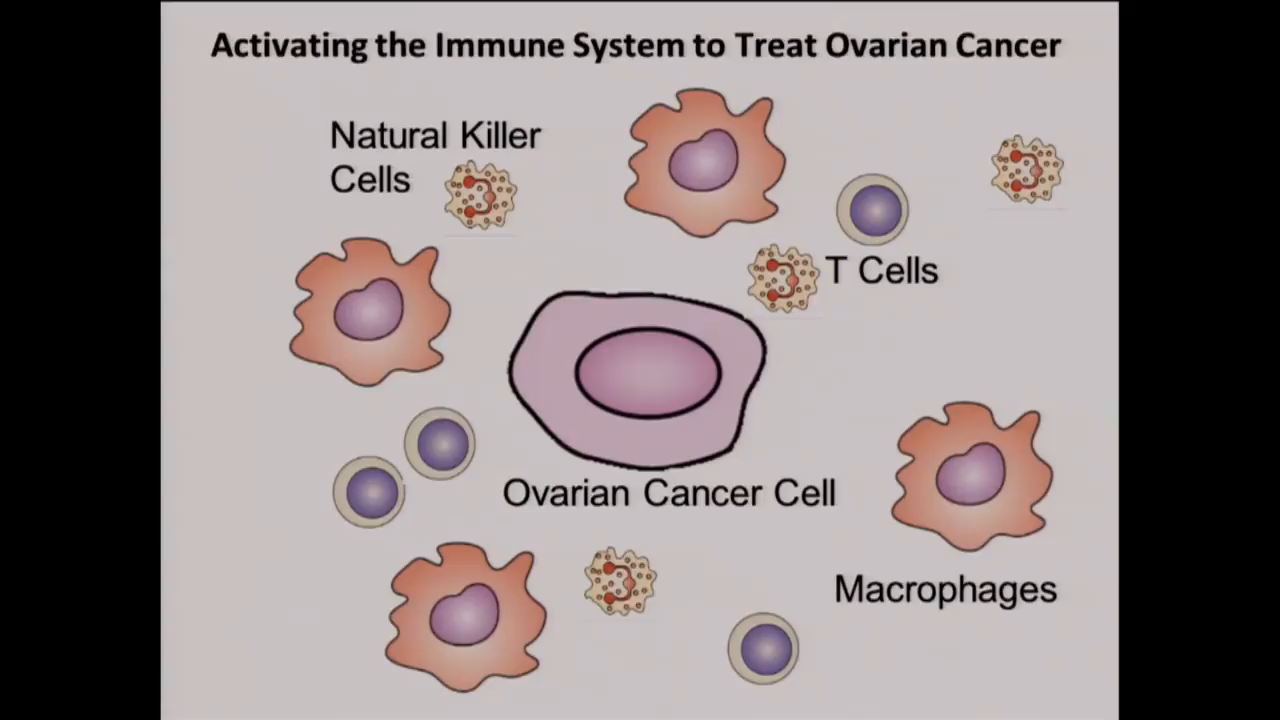 Activating the Immune System to Treat Ovarian Cancer
Natural Killer
Cells
T Cells
Ovarian Cancer Cell
Macrophages